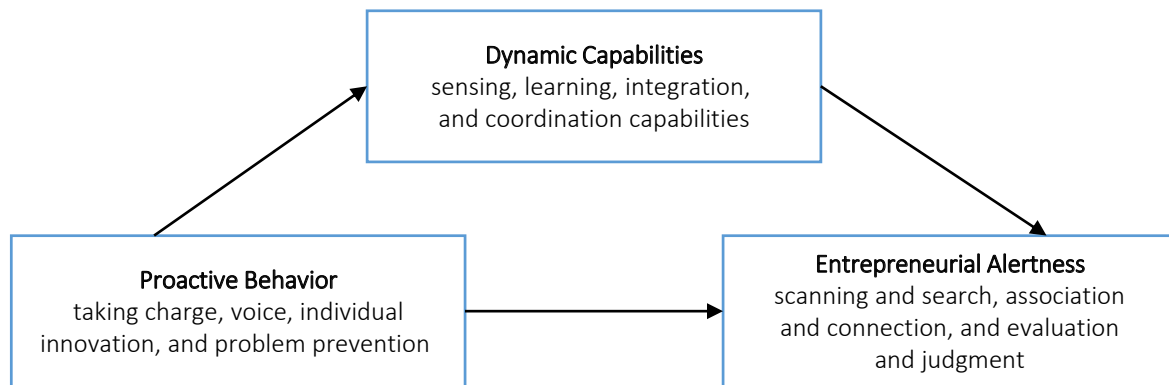 Dynamic Capabilities
sensing, learning, integration,
and coordination capabilities
Proactive Behavior
taking charge, voice, individual
innovation, and problem prevention
Entrepreneurial Alertness
scanning and search, association
and connection, and evaluation
and judgment